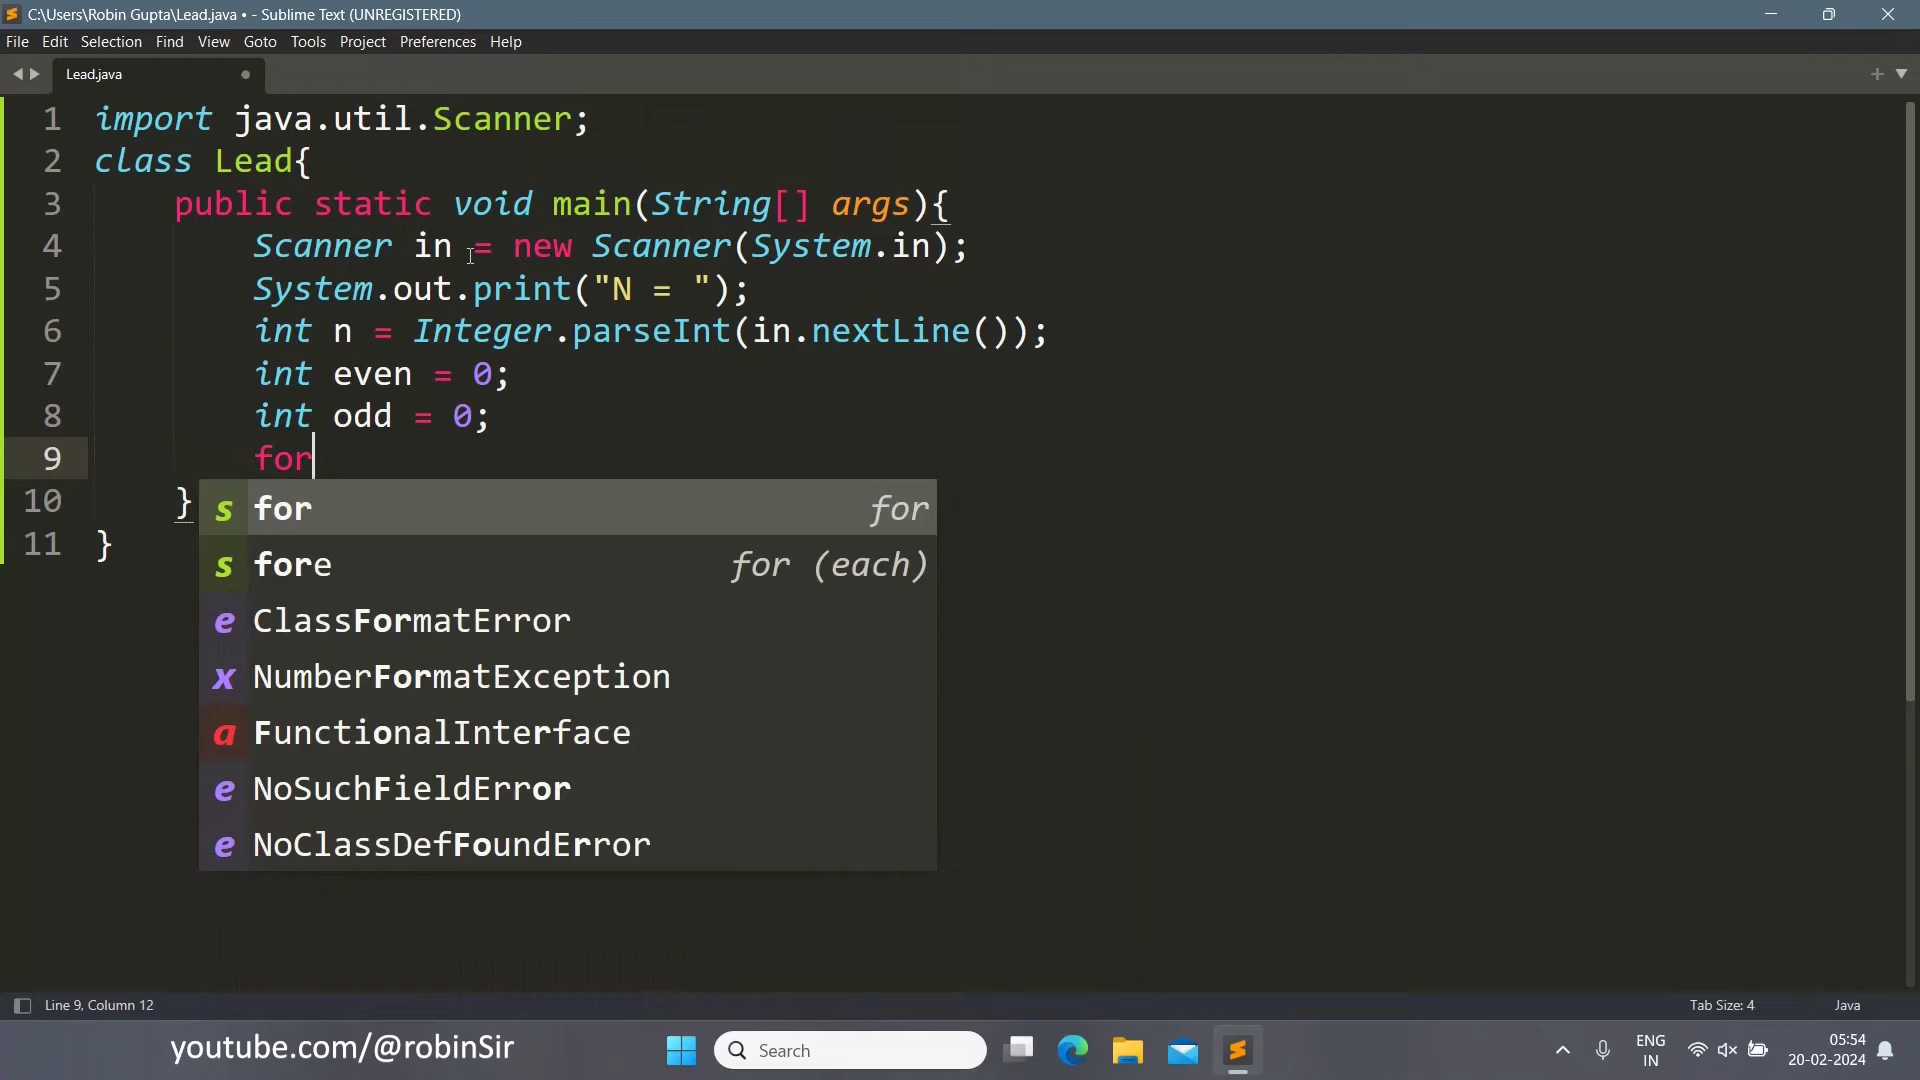 C:\Users\Robin Gupta\Lead.java • - Sublime Text (UNREGISTERED)
File Edit Selection Find View Goto Tools Project Preferences Help
Lead.java
1 import java.util.Scanner;
2 class Lead{
3 public static void main(String[] args){
4 Scanner in = new Scanner(System.in);
5 System.out.print("N = ");
6 int n = Integer.parseInt(in.nextLine());
7 int even = 0;
8 int odd = 0;
9 for
10 }
s for for
s fore for (each)
e ClassFormatError
x NumberFormatException
a FunctionalInterface
e NoSuchFieldError
e NoClassDefFoundError
11 }
Line 9, Column 12 Tab Size: 4 Java
youtube.com/@robinSir
Search
ENG
IN
05:54
20-02-2024